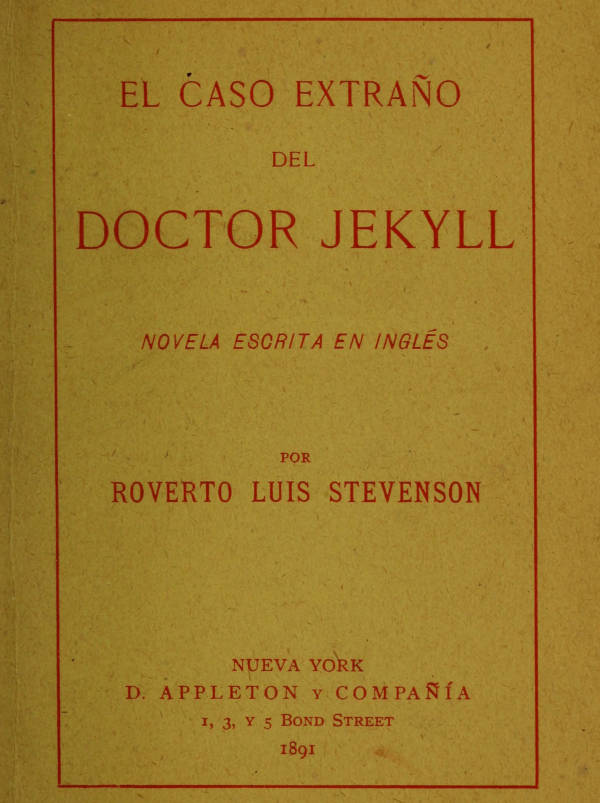 EL CASO EXTRAÑO
DEL
DOCTOR JEKYLL
NOVELA ESCRITA EN INGLÉS
POR
ROVERTO LUIS STEVENSON
NUEVA YORK
D. APPLETON Y COMPAÑÍA
1, 3, Y 5 BOND STREET
1891